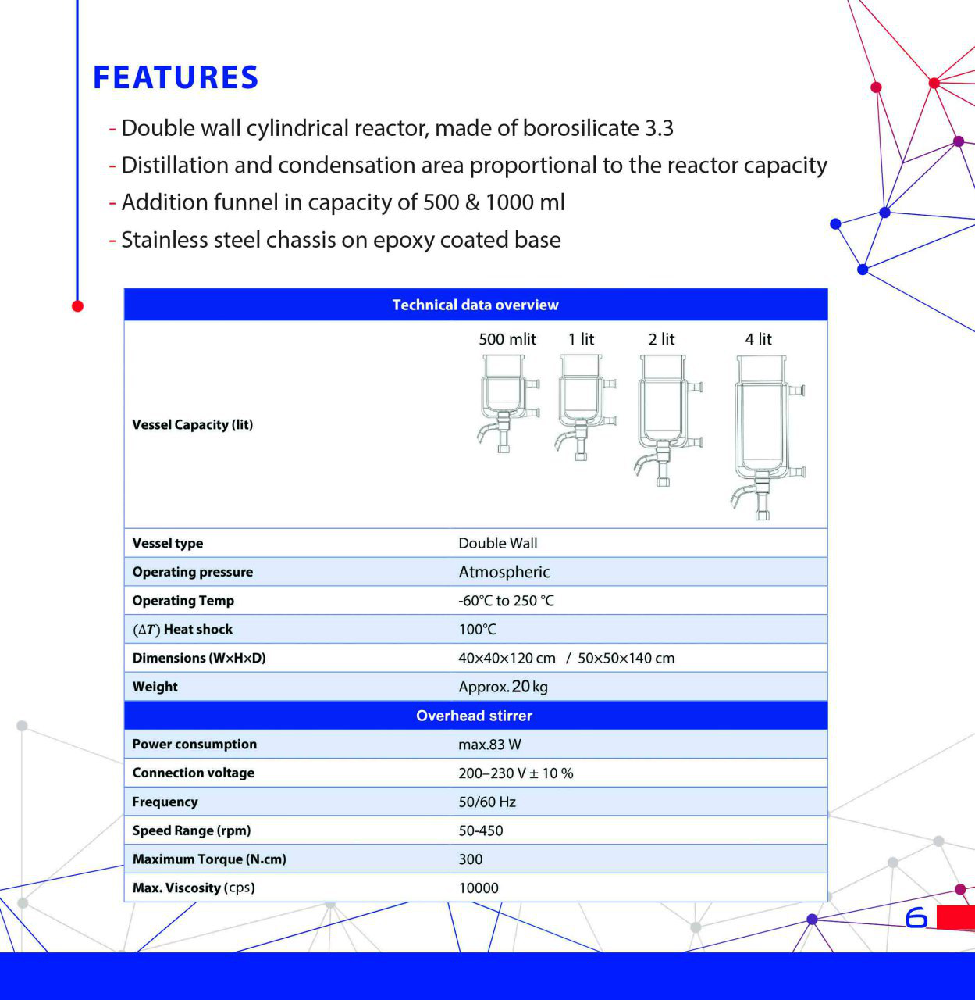 FEATURES
- Double wall cylindrical reactor, made of borosilicate 3.3
- Distillation and condensation area proportional to the reactor capacity
- Addition funnel in capacity of 500 & 1000 ml
- Stainless steel chassis on epoxy coated base
Technical data overview
500 mlit 1 lit 2 lit 4 lit
Vessel Capacity (lit)
Vessel type Double Wall
Operating pressure Atmospheric
Operating Temp -60°C to 250 °C
(ΔT) Heat shock 100°C
Dimensions (W×H×D) 40×40×120 cm / 50×50×140 cm
Weight Approx. 20 kg
Overhead stirrer
Power consumption max.83 W
Connection voltage 200–230 V ± 10 %
Frequency 50/60 Hz
Speed Range (rpm) 50-450
Maximum Torque (N.cm) 300
Max. Viscosity (cps) 10000
6